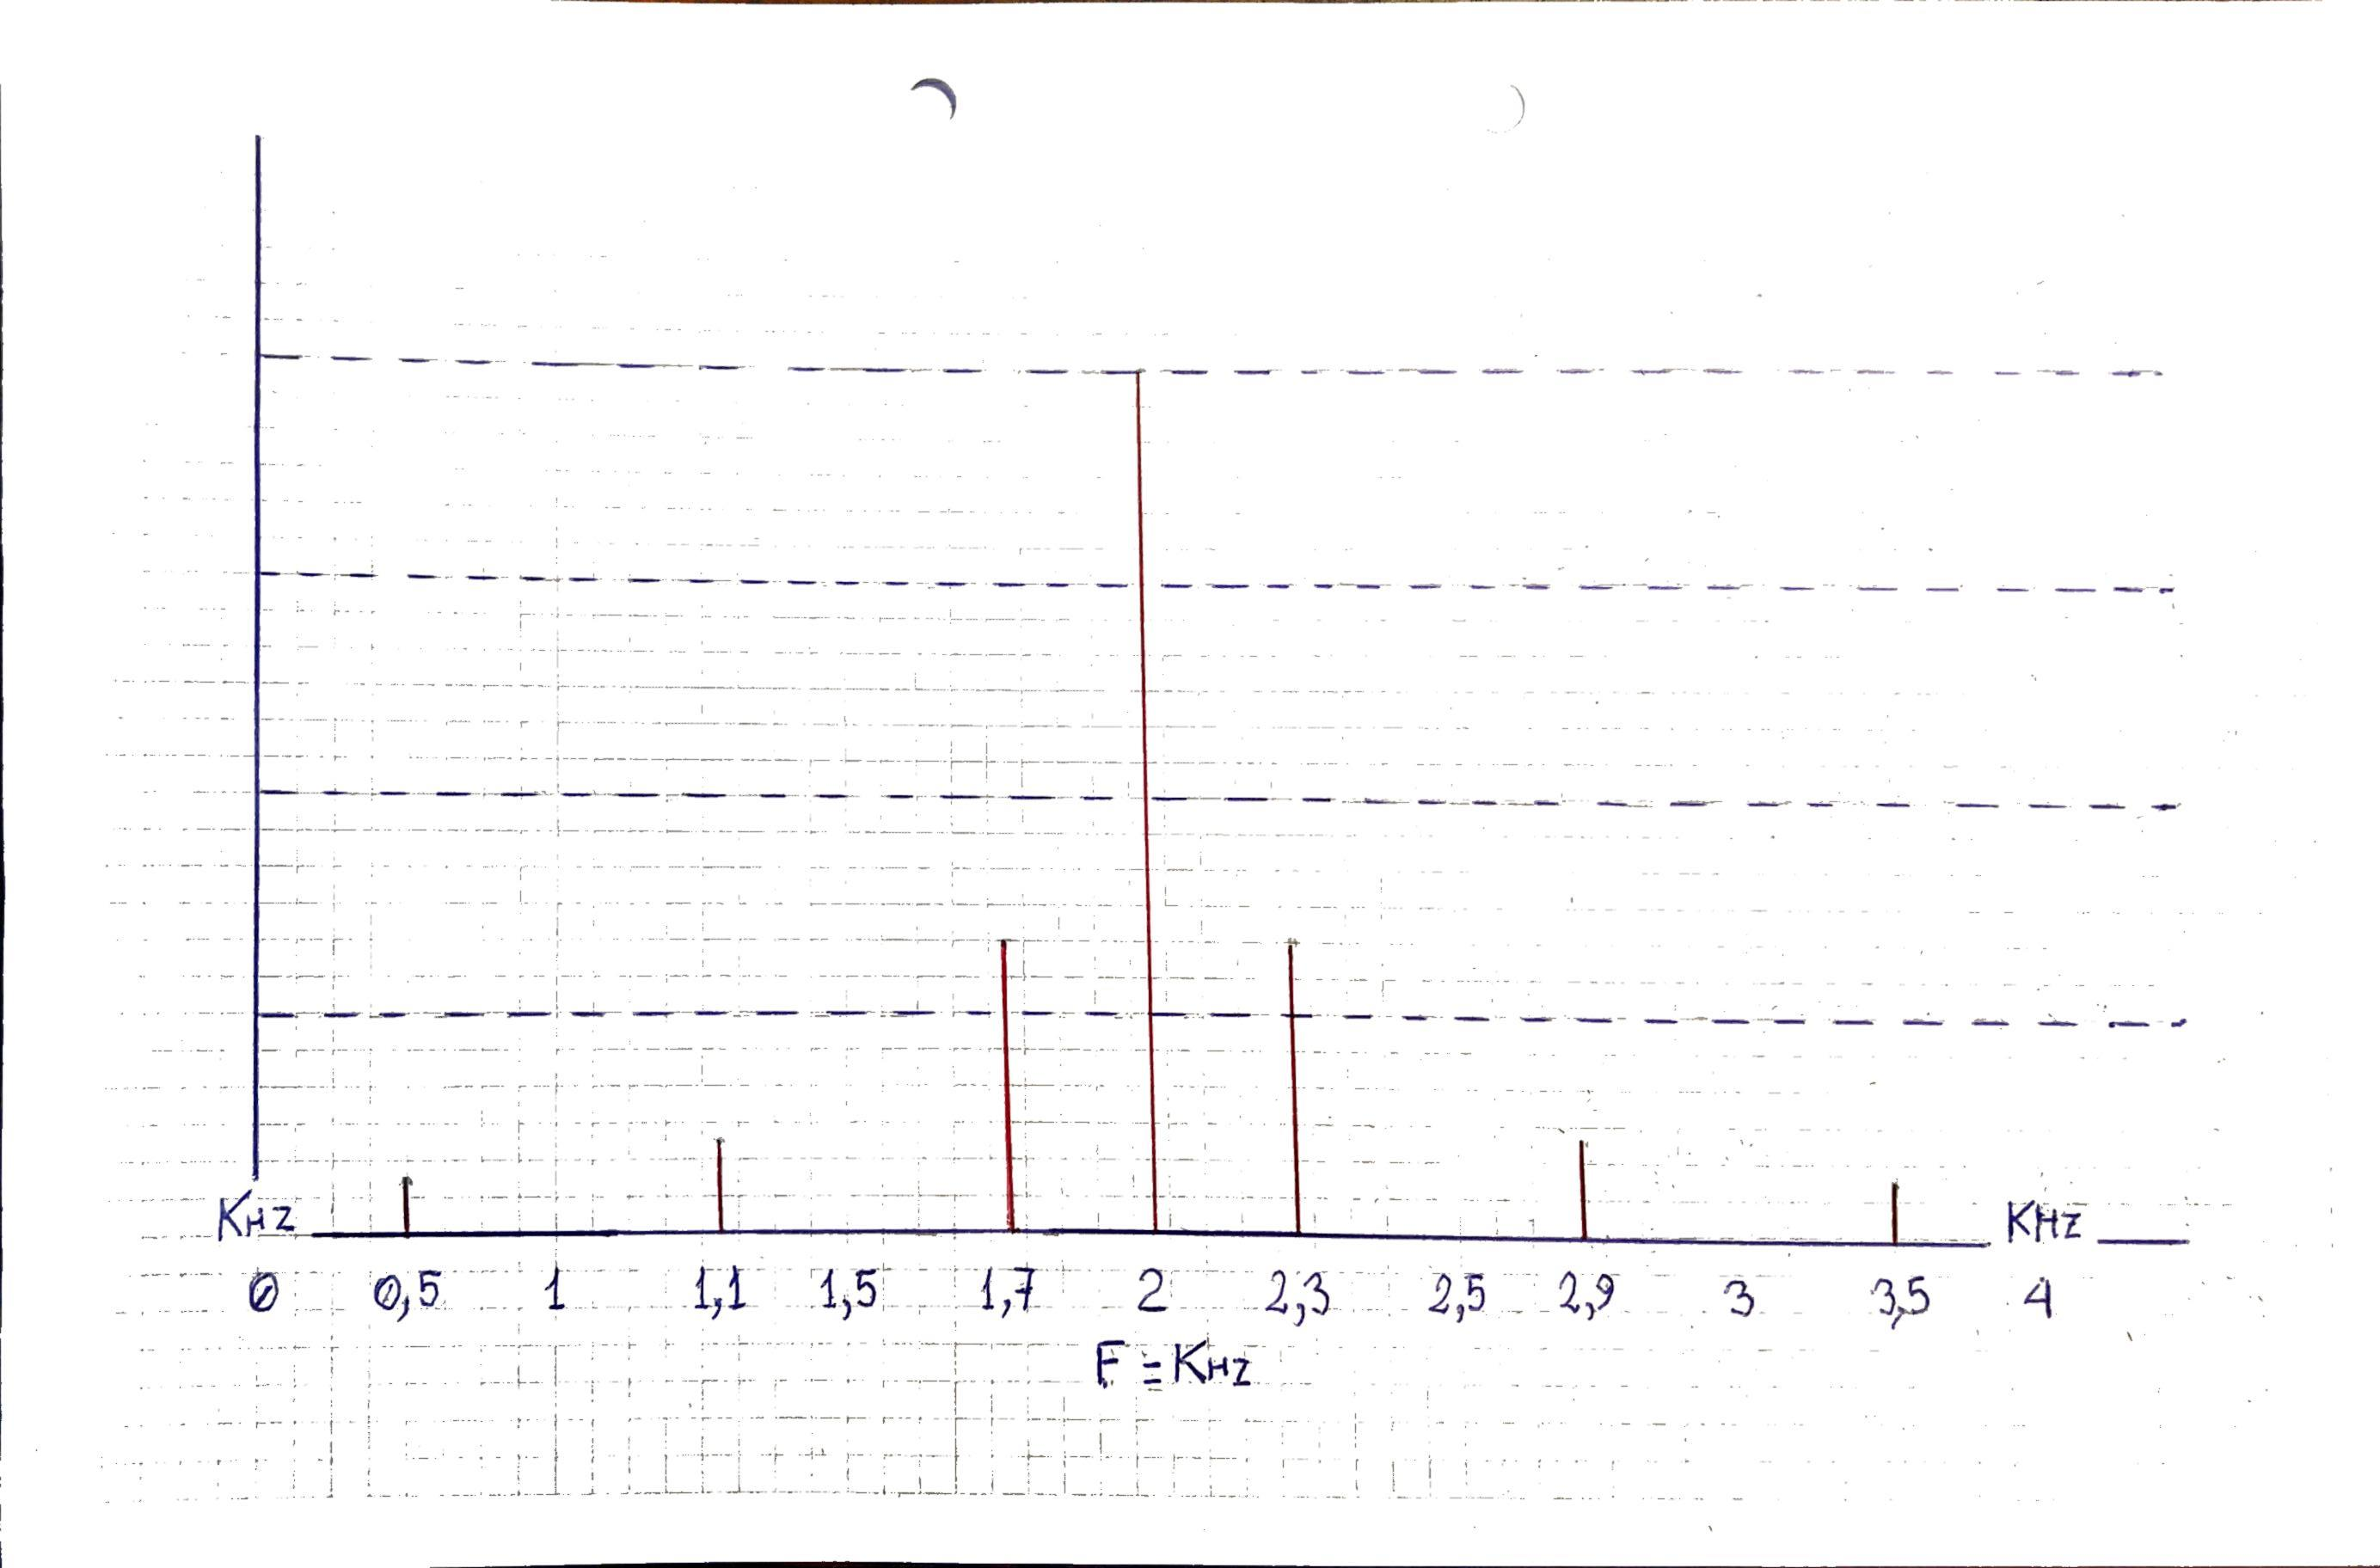 KHZ KHZ
0 0,5 1 1,1 1,5 1,7 2 2,3 2,5 2,9 3 3,5 4
F = KHZ